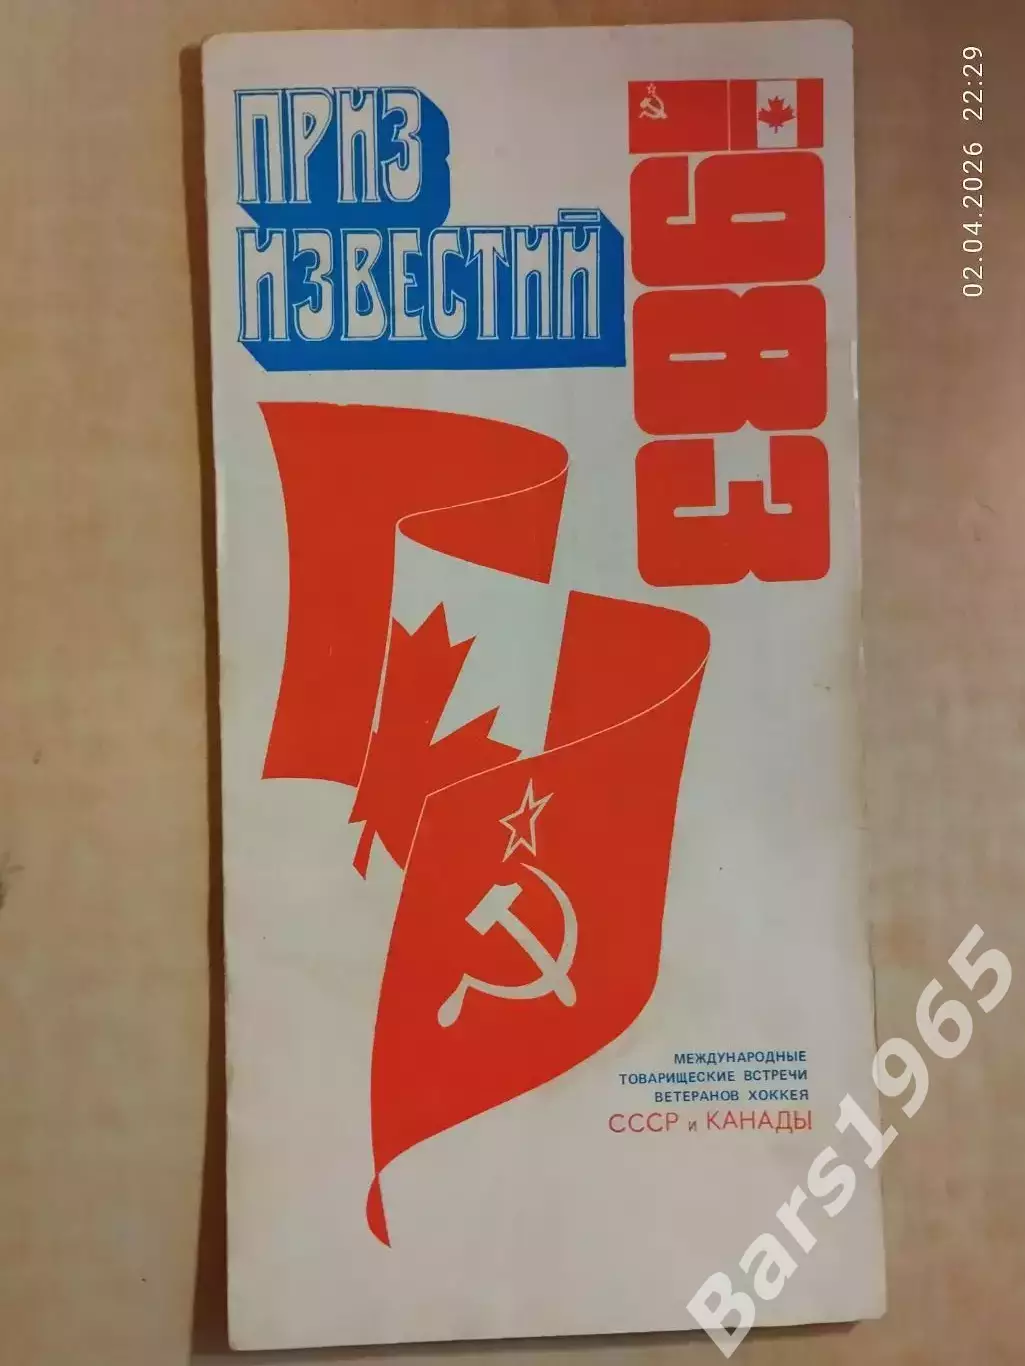 ПРИЗ
ИЗВЕСТИЙ
1983
МЕЖДУНАРОДНЫЕ
ТОВАРИЩЕСКИЕ ВСТРЕЧИ
ВЕТЕРАНОВ ХОККЕЯ
СССР и КАНАДЫ
02.04.2026 22:29
Bars1965